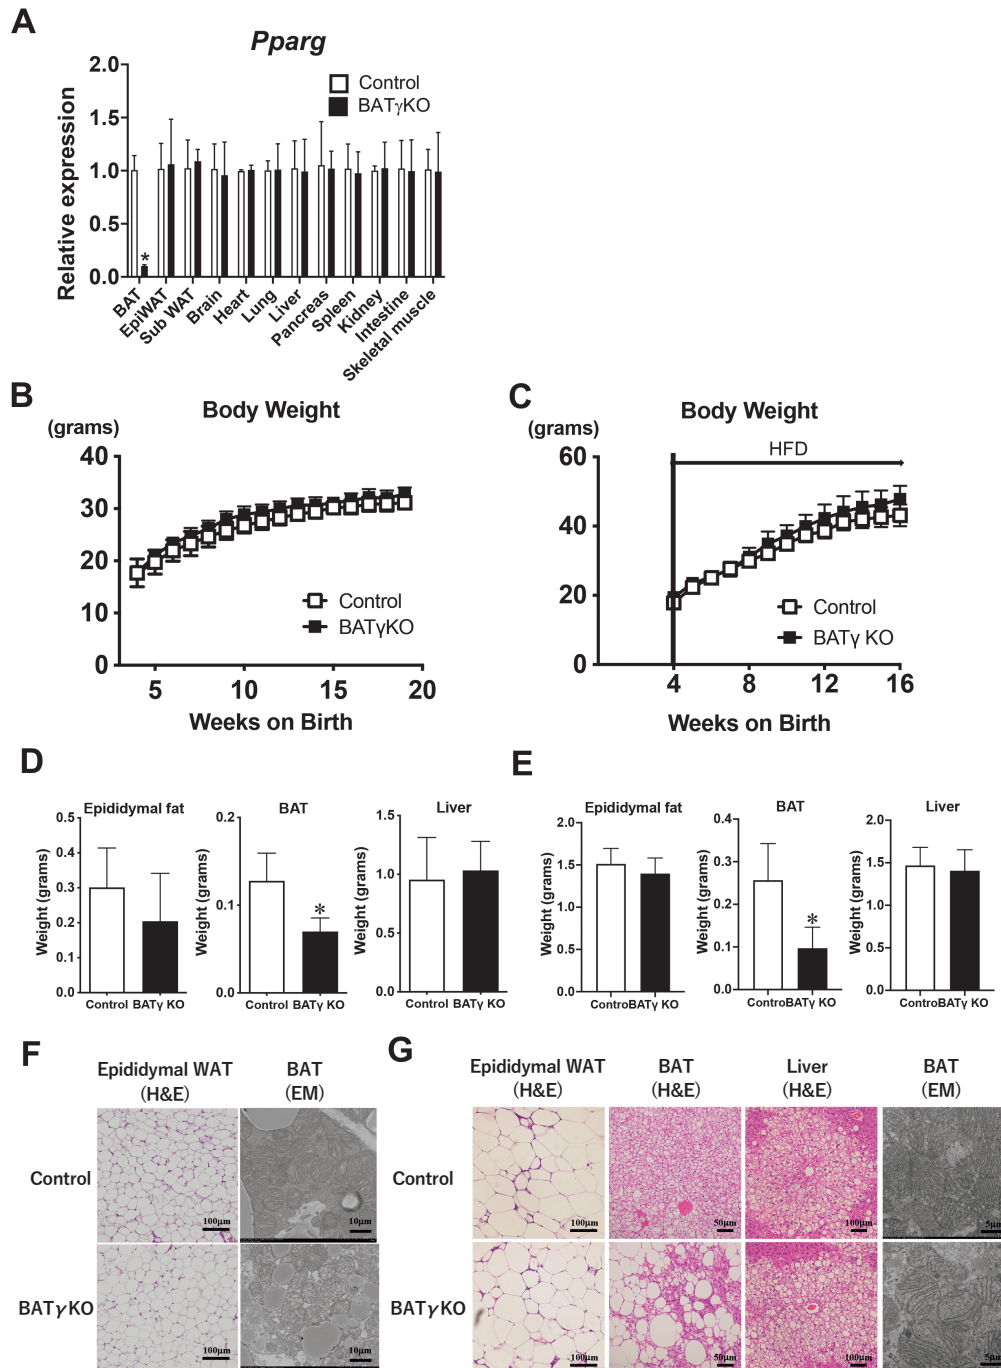 A
Pparg
Relative expression
2.0
1.5
1.0
0.5
0.0
Control
BATγKO
*
BAT
EpiWAT
Sub WAT
Brain
Heart
Lung
Liver
Pancreas
Spleen
Kidney
Intestine
Skeletal muscle
B
Body Weight
(grams)
40
30
20
10
0
Control
BATγKO
5
10
15
20
Weeks on Birth
C
Body Weight
(grams)
HFD
60
40
20
0
Control
BATγ KO
4
8
12
16
Weeks on Birth
D
Epididymal fat
Weight (grams)
0.5
0.4
0.3
0.2
0.1
0.0
Control BATγ KO
BAT
Weight (grams)
0.2
0.1
0.0
*
Control BATγ KO
Liver
Weight (grams)
1.5
1.0
0.5
0.0
Control BATγ KO
E
Epididymal fat
Weight (grams)
2.0
1.5
1.0
0.5
0.0
Control BATγ KO
BAT
Weight (grams)
0.4
0.3
0.2
0.1
0.0
*
Control BATγ KO
Liver
Weight (grams)
2.0
1.5
1.0
0.5
0.0
Control BATγ KO
F
Epididymal WAT
(H&E)
BAT
(EM)
Control
100μm
10μm
BATγKO
100μm
10μm
G
Epididymal WAT
(H&E)
BAT
(H&E)
Liver
(H&E)
BAT
(EM)
Control
100μm
50μm
100μm
5μm
BATγKO
100μm
50μm
100μm
5μm